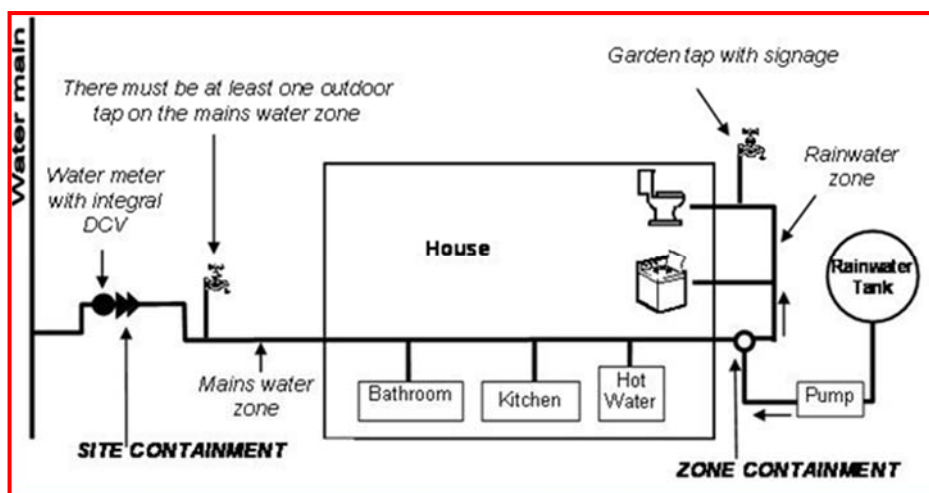 Water main
There must be at least one outdoor
tap on the mains water zone
Garden tap with signage
Water meter
with integral
DCV
Rainwater
zone
House
Rainwater
Tank
Mains water
zone
Bathroom
Kitchen
Hot
Water
Pump
SITE CONTAINMENT
ZONE CONTAINMENT